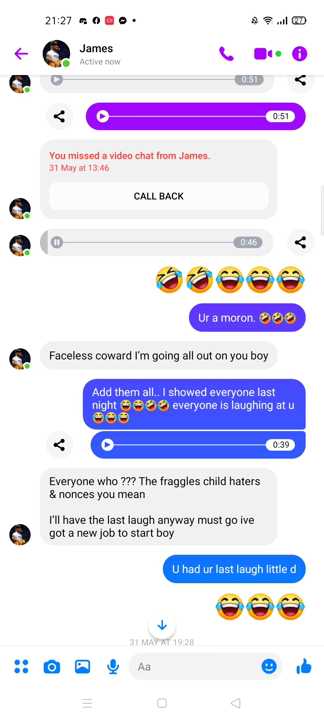 21:27
27
James
Active now
0:51
0:51
You missed a video chat from James.
31 May at 13:46
CALL BACK
0:46
Ur a moron. 🤣🤣🤣
Faceless coward I'm going all out on you boy
Add them all.. I showed everyone last
night 😂😂🤣🤣 everyone is laughing at u
😂😂😂
0:39
Everyone who ??? The fraggles child haters
& nonces you mean
I'll have the last laugh anyway must go ive
got a new job to start boy
U had ur last laugh little d
31 MAY AT 19:28
Aa